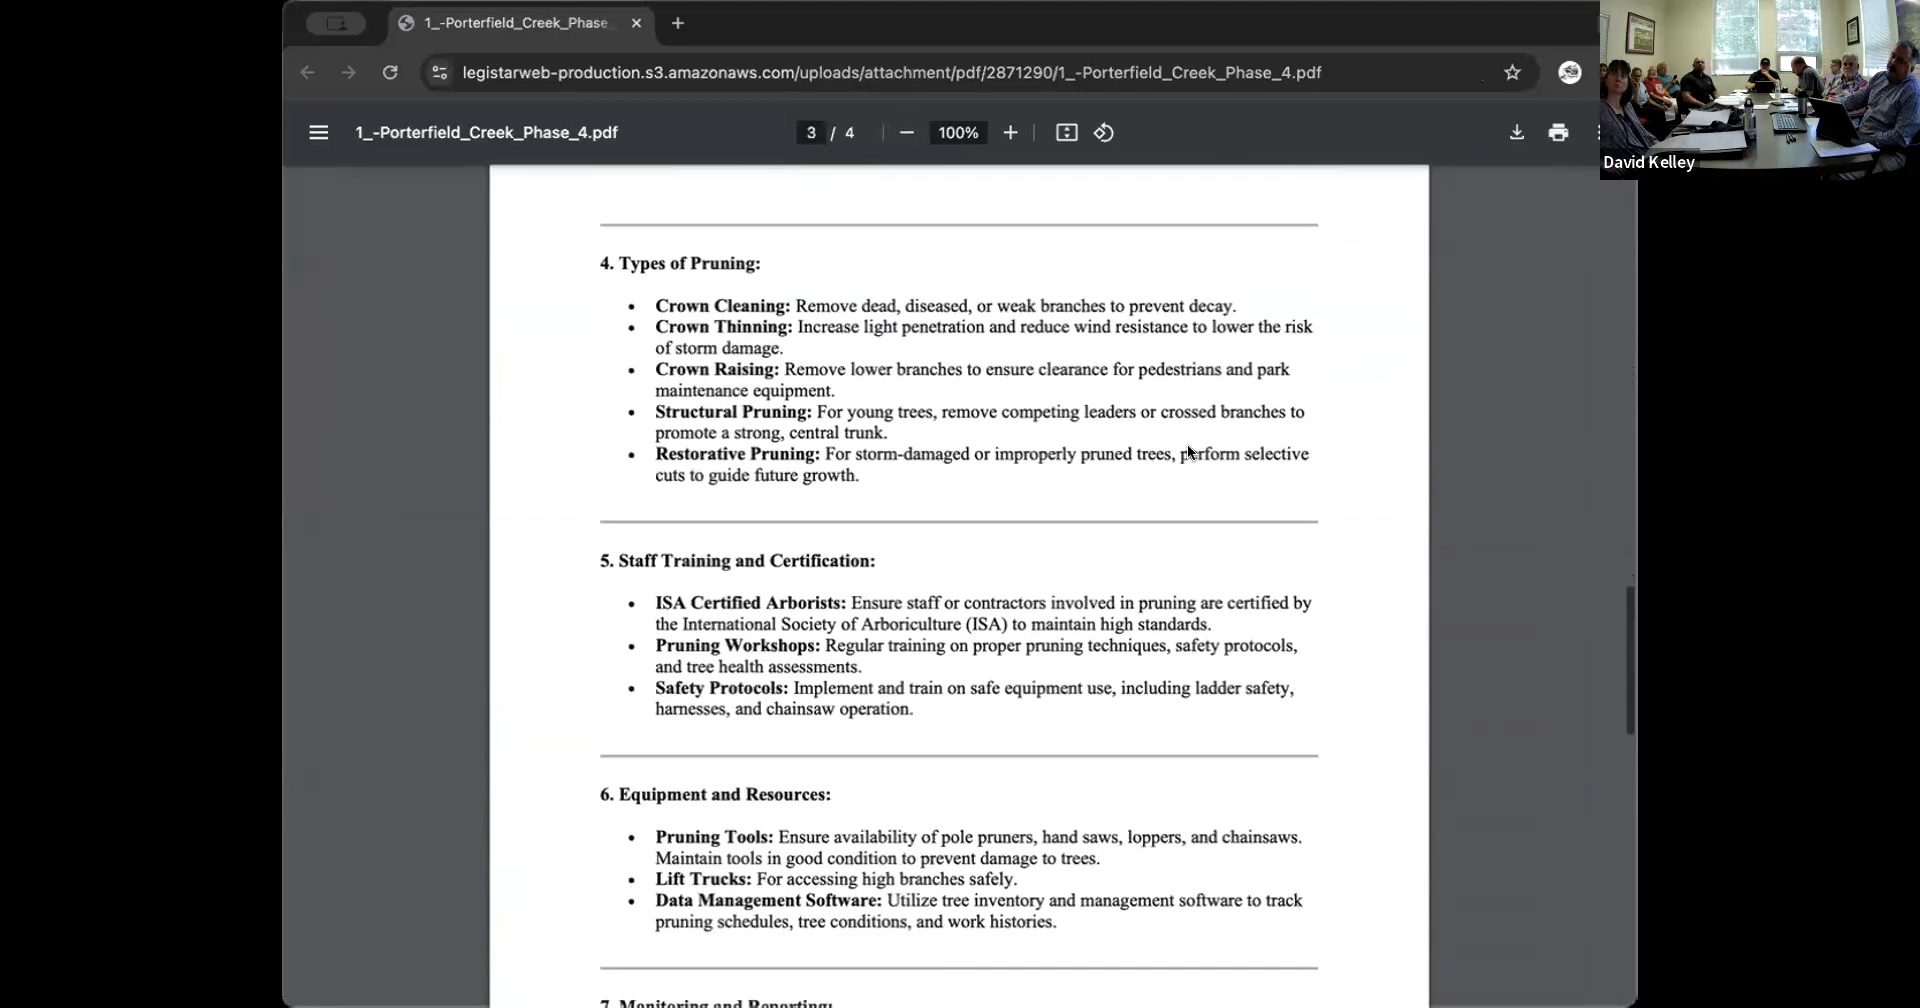 1_-Porterfield_Creek_Phase
legistarweb-production.s3.amazonaws.com/uploads/attachment/pdf/2871290/1_-Porterfield_Creek_Phase_4.pdf
1_-Porterfield_Creek_Phase_4.pdf
3 / 4
100%
David Kelley
4. Types of Pruning:
• Crown Cleaning: Remove dead, diseased, or weak branches to prevent decay.
• Crown Thinning: Increase light penetration and reduce wind resistance to lower the risk
of storm damage.
• Crown Raising: Remove lower branches to ensure clearance for pedestrians and park
maintenance equipment.
• Structural Pruning: For young trees, remove competing leaders or crossed branches to
promote a strong, central trunk.
• Restorative Pruning: For storm-damaged or improperly pruned trees, perform selective
cuts to guide future growth.
5. Staff Training and Certification:
• ISA Certified Arborists: Ensure staff or contractors involved in pruning are certified by
the International Society of Arboriculture (ISA) to maintain high standards.
• Pruning Workshops: Regular training on proper pruning techniques, safety protocols,
and tree health assessments.
• Safety Protocols: Implement and train on safe equipment use, including ladder safety,
harnesses, and chainsaw operation.
6. Equipment and Resources:
• Pruning Tools: Ensure availability of pole pruners, hand saws, loppers, and chainsaws.
Maintain tools in good condition to prevent damage to trees.
• Lift Trucks: For accessing high branches safely.
• Data Management Software: Utilize tree inventory and management software to track
pruning schedules, tree conditions, and work histories.
7. Monitoring and Reporting: